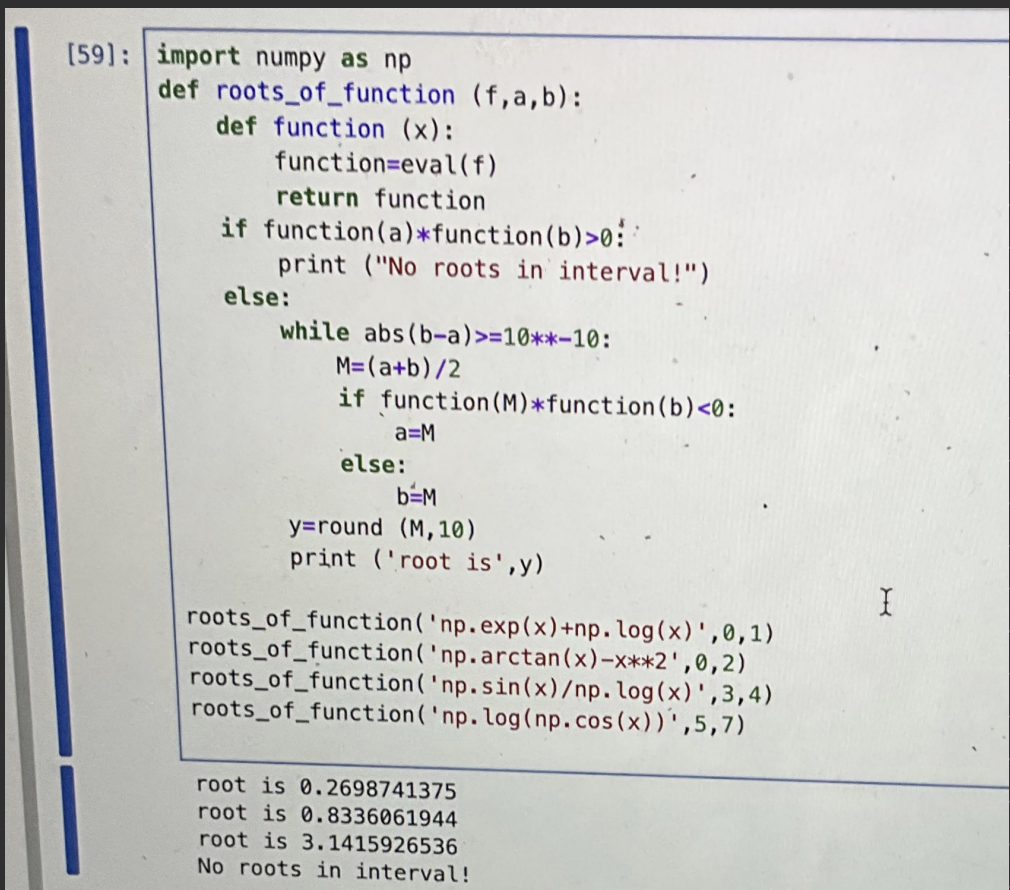 [59]: import numpy as np
def roots_of_function (f,a,b):
    def function (x):
        function=eval(f)
        return function
    if function(a)*function(b)>0:
        print ("No roots in interval!")
    else:
        while abs(b-a)>=10**-10:
            M=(a+b)/2
            if function(M)*function(b)<0:
                a=M
            else:
                b=M
        y=round (M,10)
        print ('root is',y)
roots_of_function('np.exp(x)+np.log(x)',0,1)
roots_of_function('np.arctan(x)-x**2',0,2)
roots_of_function('np.sin(x)/np.log(x)',3,4)
roots_of_function('np.log(np.cos(x))',5,7)
root is 0.2698741375
root is 0.8336061944
root is 3.1415926536
No roots in interval!